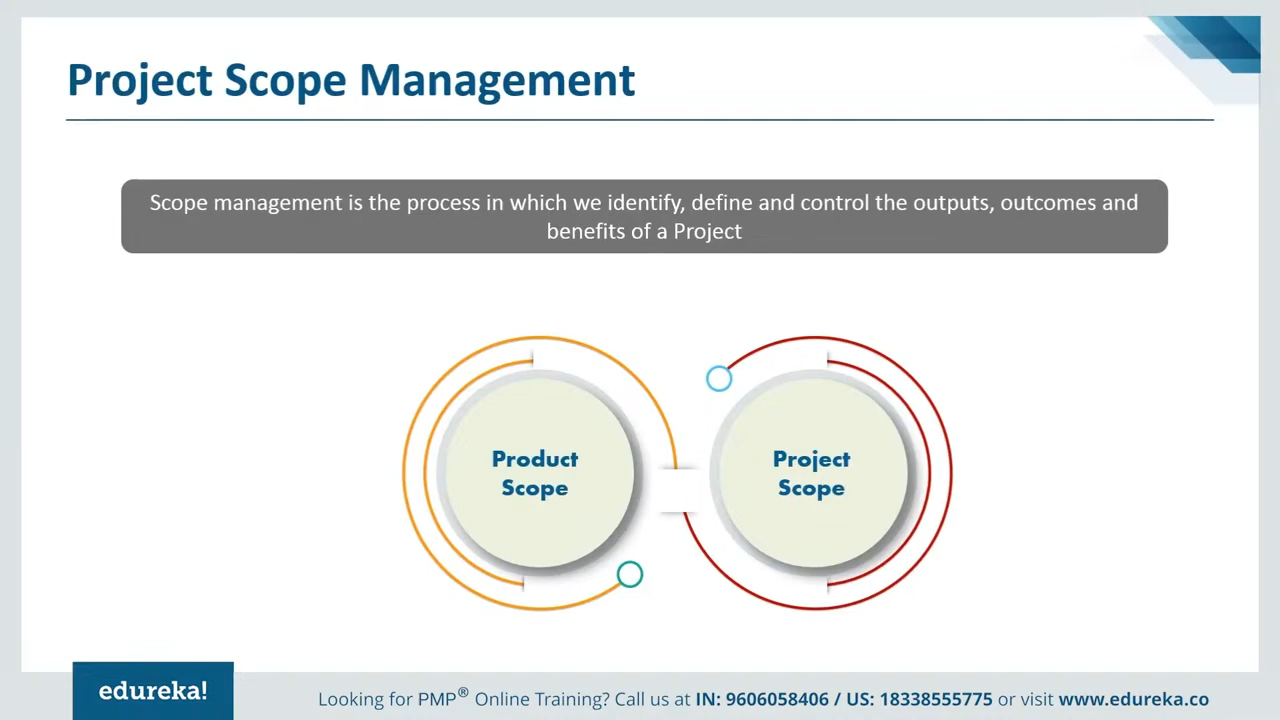 Project Scope Management
Scope management is the process in which we identify, define and control the outputs, outcomes and
benefits of a Project
Product
Scope
Project
Scope
edureka!
Looking for PMP® Online Training? Call us at IN: 9606058406 / US: 18338555775 or visit www.edureka.co